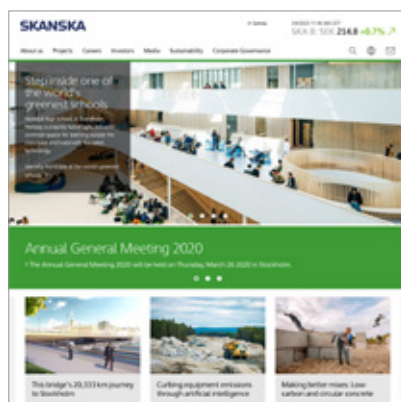 SKANSKA
SKA B: SEK 214.8 +0.7%
About us Projects Careers Investors Media Sustainability Corporate Governance
Step inside one of
the world's
greenest schools
Annual General Meeting 2020
The Annual General Meeting 2020 will be held on Thursday, March 26 2020 in Stockholm.
This bridge's 20,333 km journey
to Stockholm
Curbing equipment emissions
through artificial intelligence
Making better mixes: Low-
carbon and circular concrete